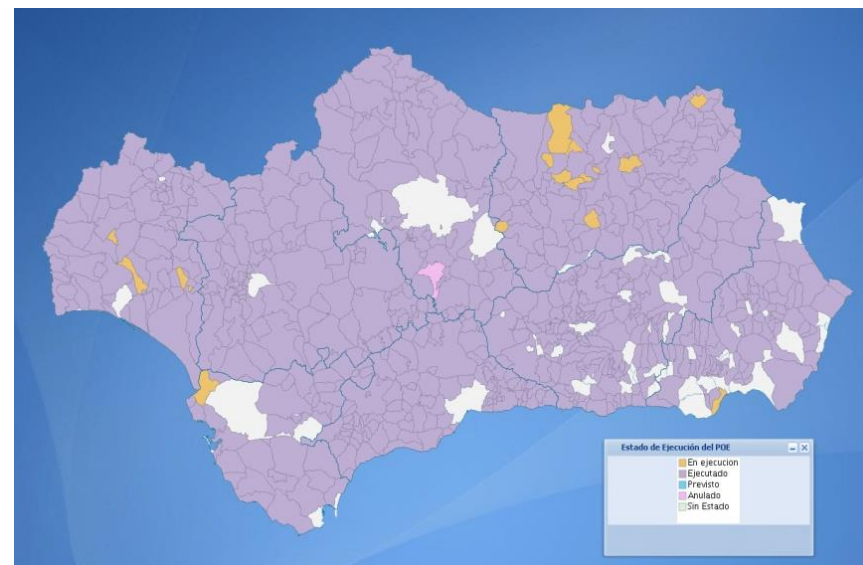 Estado de Ejecución del POE
En ejecucion
Ejecutado
Previsto
Anulado
Sin Estado